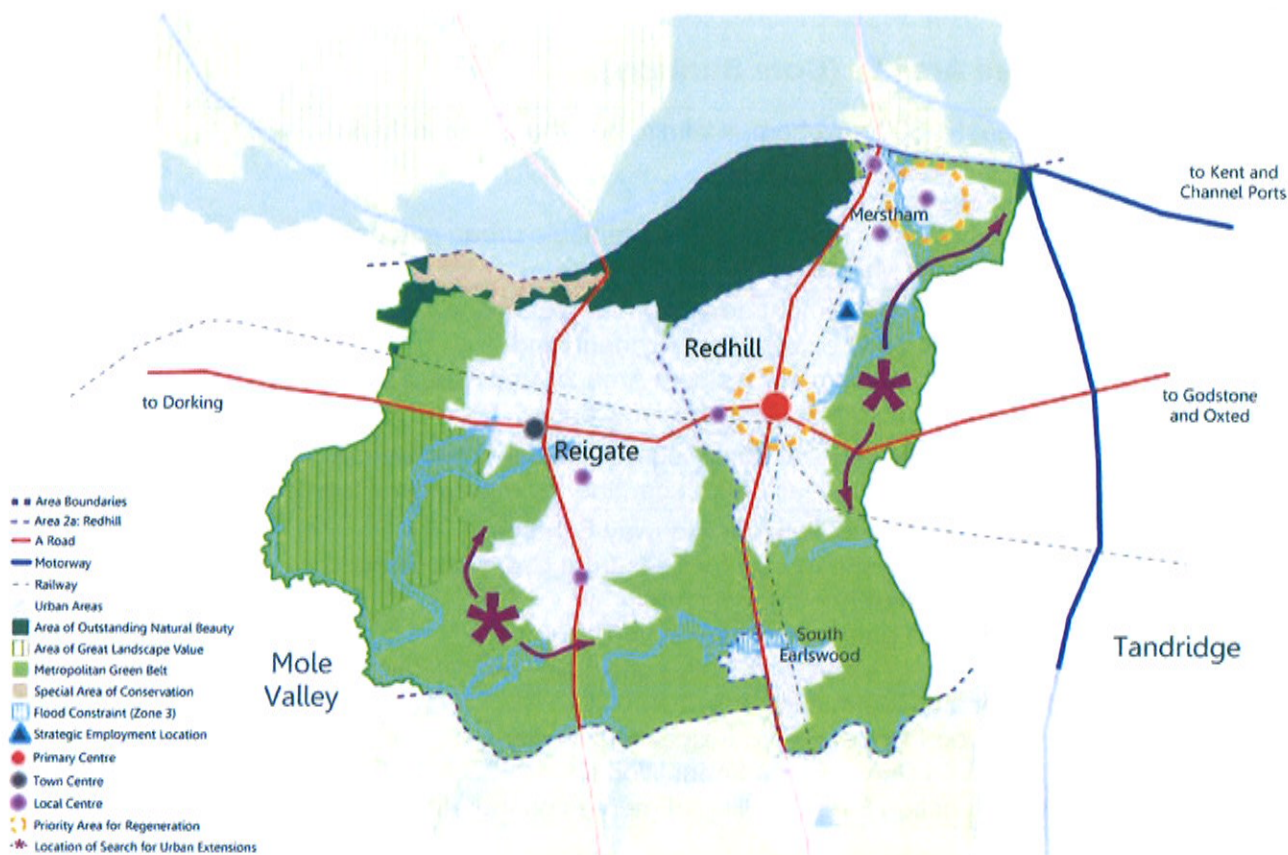 to Kent and
Channel Ports
Merstham
Redhill
to Dorking
to Godstone
and Oxted
Reigate
South
Earlswood
Mole
Valley
Tandridge
Area Boundaries
Area 2a: Redhill
A Road
Motorway
Railway
Urban Areas
Area of Outstanding Natural Beauty
Area of Great Landscape Value
Metropolitan Green Belt
Special Area of Conservation
Flood Constraint (Zone 3)
Strategic Employment Location
Primary Centre
Town Centre
Local Centre
Priority Area for Regeneration
Location of Search for Urban Extensions